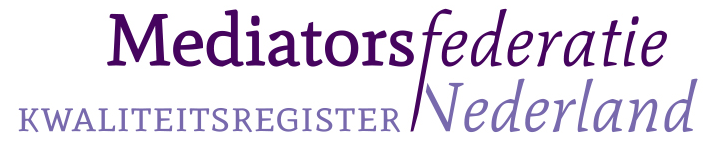 Mediatorsfederatie
KWALITEITSREGISTER Nederland